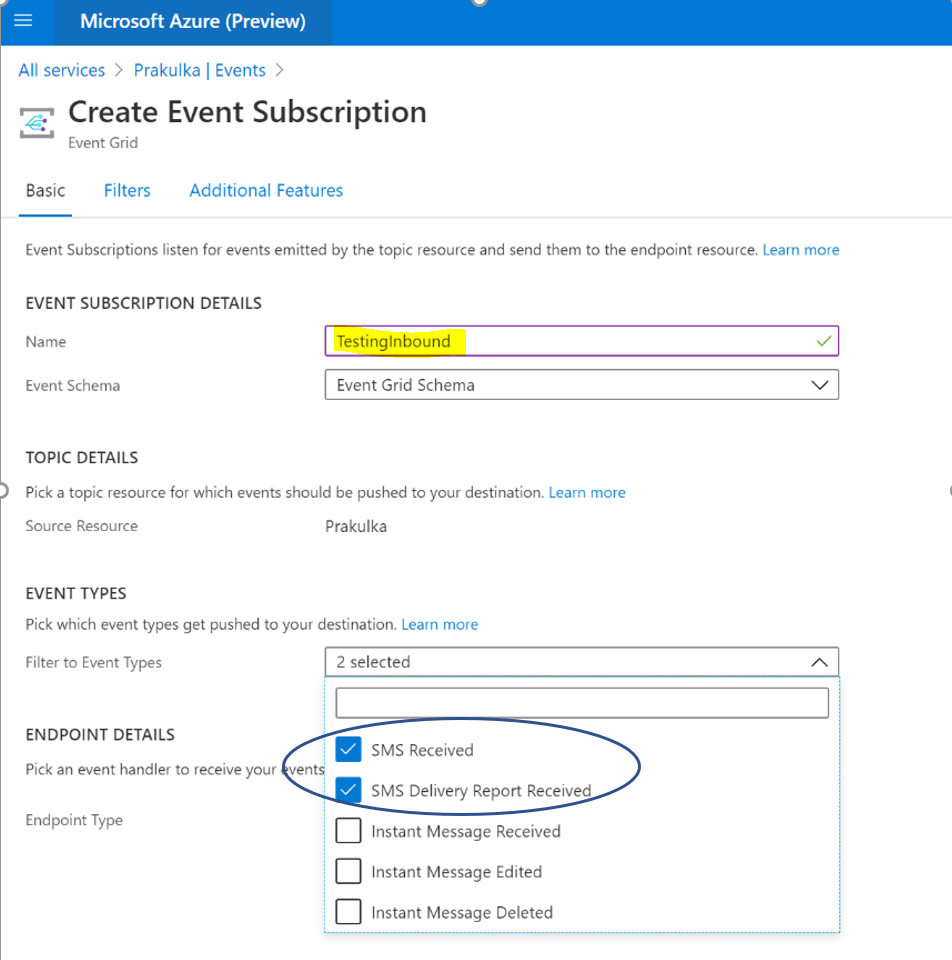 Microsoft Azure (Preview)
All services > Prakulka | Events >
Create Event Subscription
Event Grid
Basic Filters Additional Features
Event Subscriptions listen for events emitted by the topic resource and send them to the endpoint resource. Learn more
EVENT SUBSCRIPTION DETAILS
Name TestingInbound
Event Schema Event Grid Schema
TOPIC DETAILS
Pick a topic resource for which events should be pushed to your destination. Learn more
Source Resource Prakulka
EVENT TYPES
Pick which event types get pushed to your destination. Learn more
Filter to Event Types 2 selected
ENDPOINT DETAILS
SMS Received
Pick an event handler to receive your events
SMS Delivery Report Received
Endpoint Type
Instant Message Received
Instant Message Edited
Instant Message Deleted